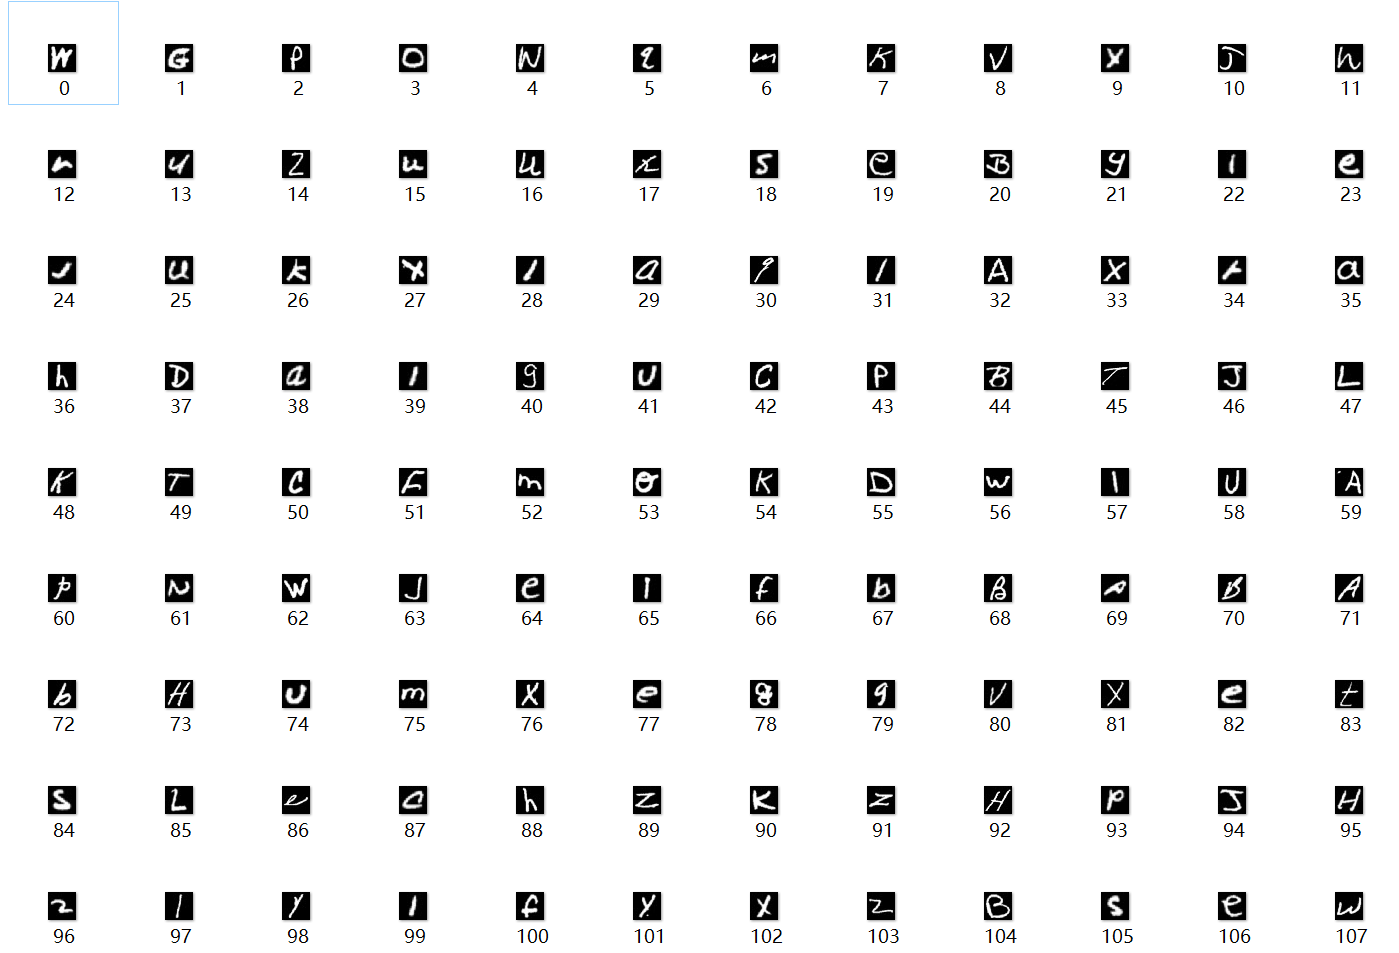 W G P O N q m K V X J h
0 1 2 3 4 5 6 7 8 9 10 11
r u Z u U x S e B y l e
12 13 14 15 16 17 18 19 20 21 22 23
J u k x l a g l A X r a
24 25 26 27 28 29 30 31 32 33 34 35
h D a l g U C P B T J L
36 37 38 39 40 41 42 43 44 45 46 47
K T C E m O K D w l U A
48 49 50 51 52 53 54 55 56 57 58 59
p N W J e l f b B a B A
60 61 62 63 64 65 66 67 68 69 70 71
b H U m X e g g V X e t
72 73 74 75 76 77 78 79 80 81 82 83
S L e a h Z K Z H P J H
84 85 86 87 88 89 90 91 92 93 94 95
l y l f Y X Z B S e w
96 97 98 99 100 101 102 103 104 105 106 107